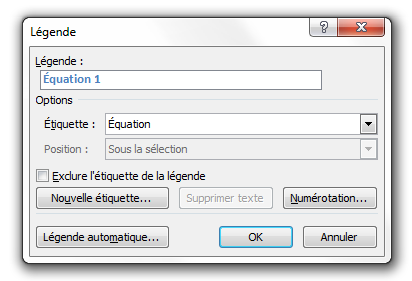 Légende
Légende :
Équation 1
Options
Étiquette : Équation
Position : Sous la sélection
Exclure l'étiquette de la légende
Nouvelle étiquette... Supprimer texte Numérotation...
Légende automatique... OK Annuler